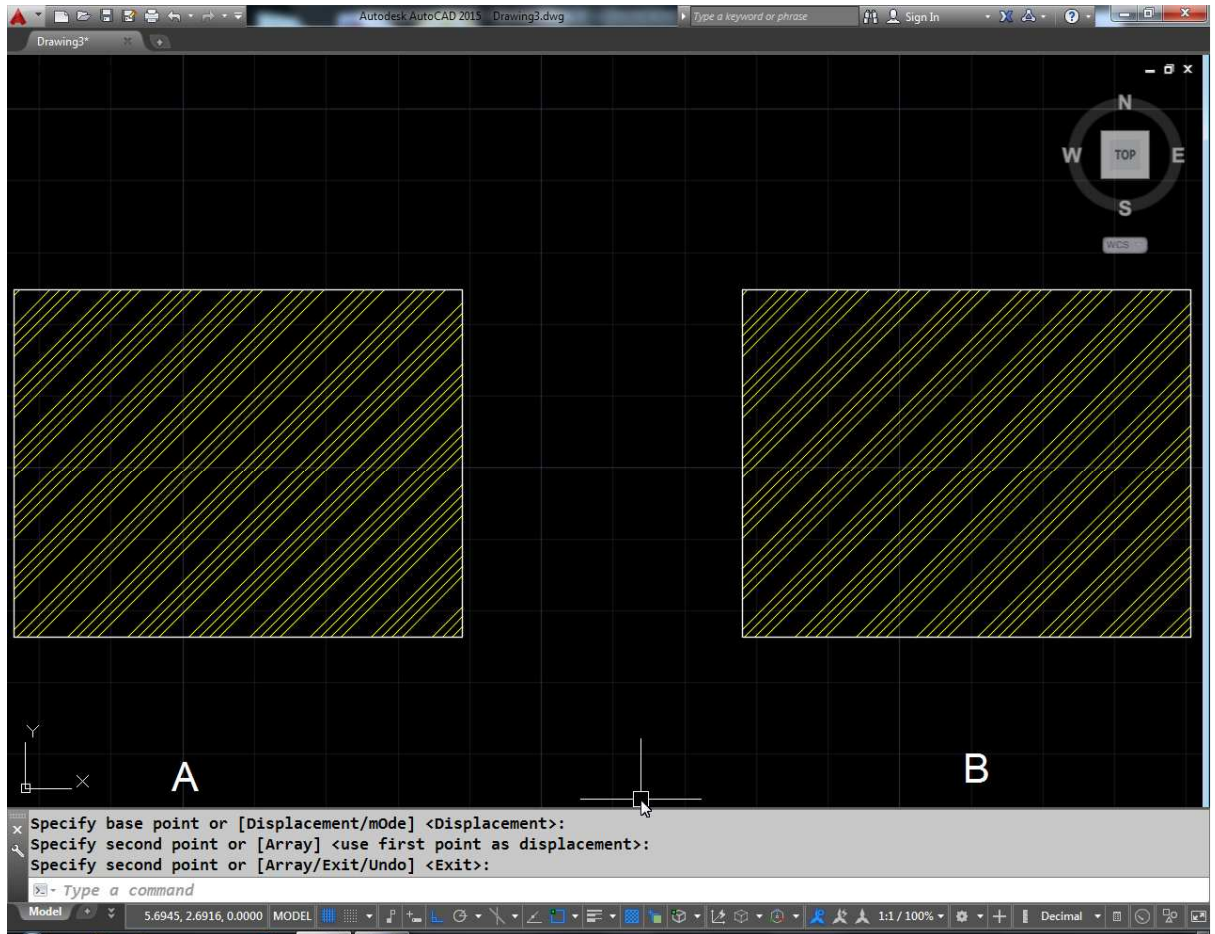 Autodesk AutoCAD 2015 Drawing3.dwg
Type a keyword or phrase
Sign In
Drawing3*
N
W TOP E
S
WCS
Y
X
A
B
Specify base point or [Displacement/mOde] <Displacement>:
Specify second point or [Array] <use first point as displacement>:
Specify second point or [Array/Exit/Undo] <Exit>:
Type a command
Model 5.6945, 2.6916, 0.0000 MODEL 1:1 / 100% Decimal